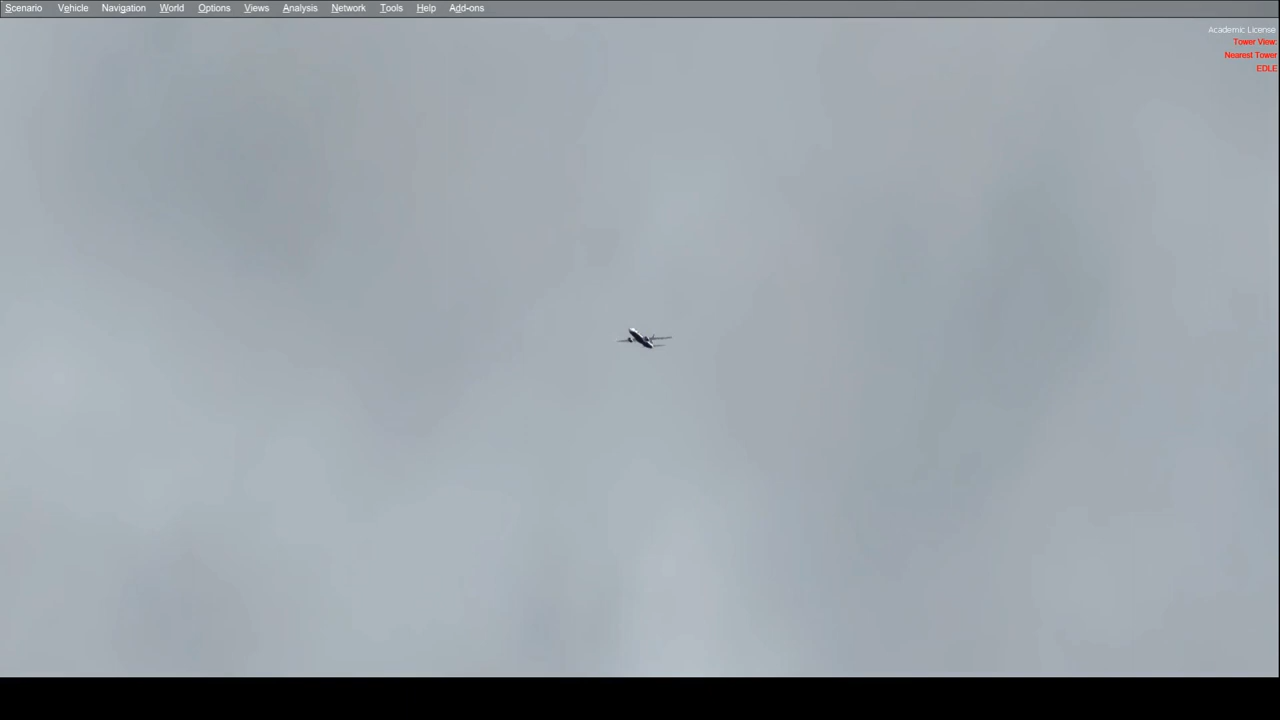 Scenario Vehicle Navigation World Options Views Analysis Network Tools Help Add-ons
Academic License
Tower View:
Nearest Tower
EDLE